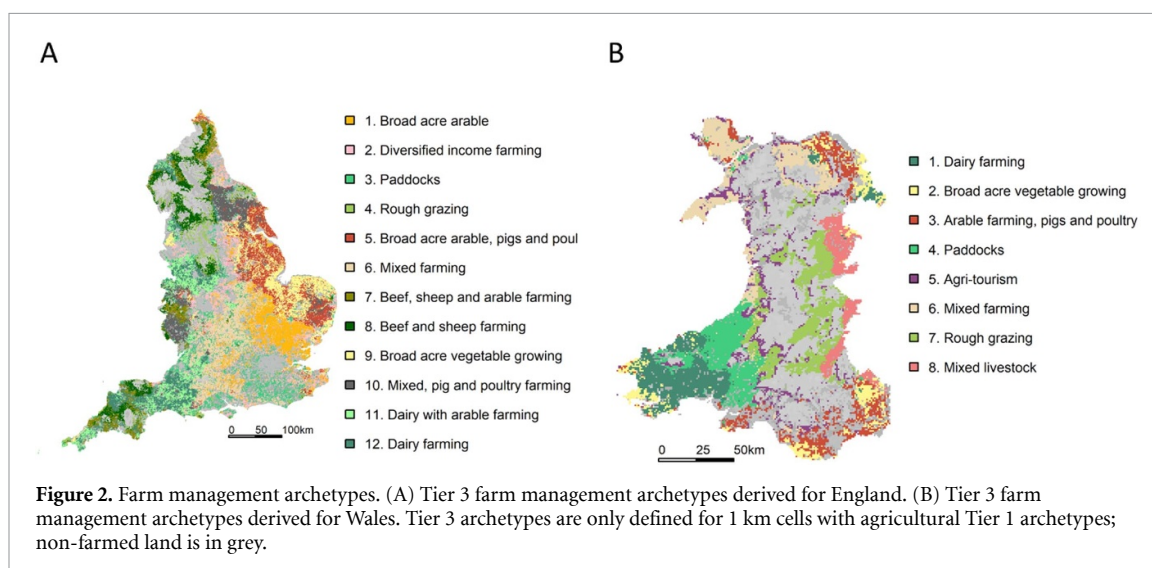 A
1. Broad acre arable
2. Diversified income farming
3. Paddocks
4. Rough grazing
5. Broad acre arable, pigs and poul
6. Mixed farming
7. Beef, sheep and arable farming
8. Beef and sheep farming
9. Broad acre vegetable growing
10. Mixed, pig and poultry farming
11. Dairy with arable farming
12. Dairy farming
0 50 100km
B
1. Dairy farming
2. Broad acre vegetable growing
3. Arable farming, pigs and poultry
4. Paddocks
5. Agri-tourism
6. Mixed farming
7. Rough grazing
8. Mixed livestock
0 25 50km
Figure 2. Farm management archetypes. (A) Tier 3 farm management archetypes derived for England. (B) Tier 3 farm
management archetypes derived for Wales. Tier 3 archetypes are only defined for 1 km cells with agricultural Tier 1 archetypes;
non-farmed land is in grey.